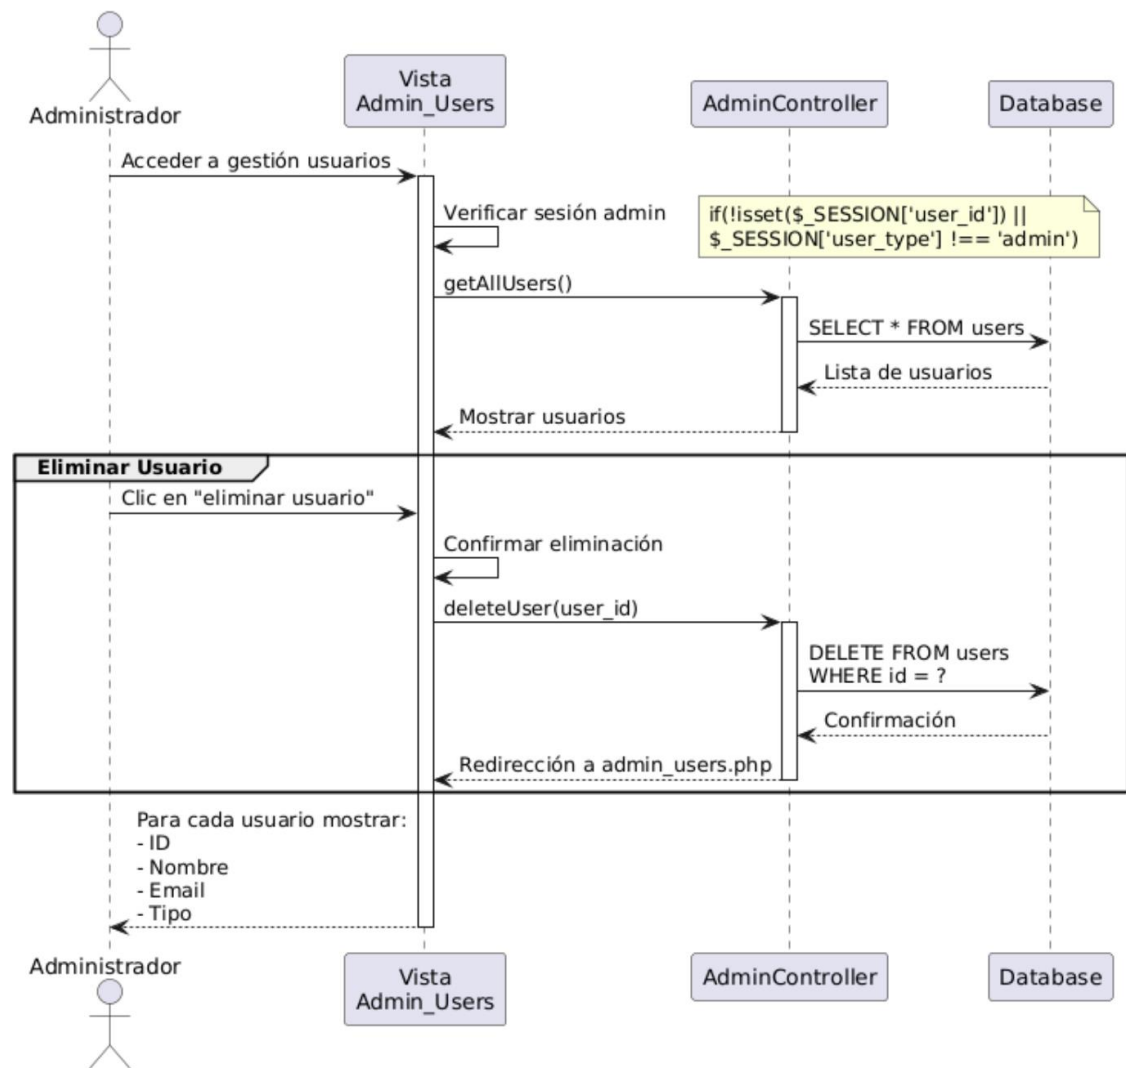 Administrador
Vista
Admin_Users
AdminController
Database
Acceder a gestión usuarios
Verificar sesión admin
if(!isset($_SESSION['user_id']) ||
$_SESSION['user_type'] !== 'admin')
getAllUsers()
SELECT * FROM users
Lista de usuarios
Mostrar usuarios
Eliminar Usuario
Clic en "eliminar usuario"
Confirmar eliminación
deleteUser(user_id)
DELETE FROM users
WHERE id = ?
Confirmación
Redirección a admin_users.php
Para cada usuario mostrar:
- ID
- Nombre
- Email
- Tipo
Administrador
Vista
Admin_Users
AdminController
Database